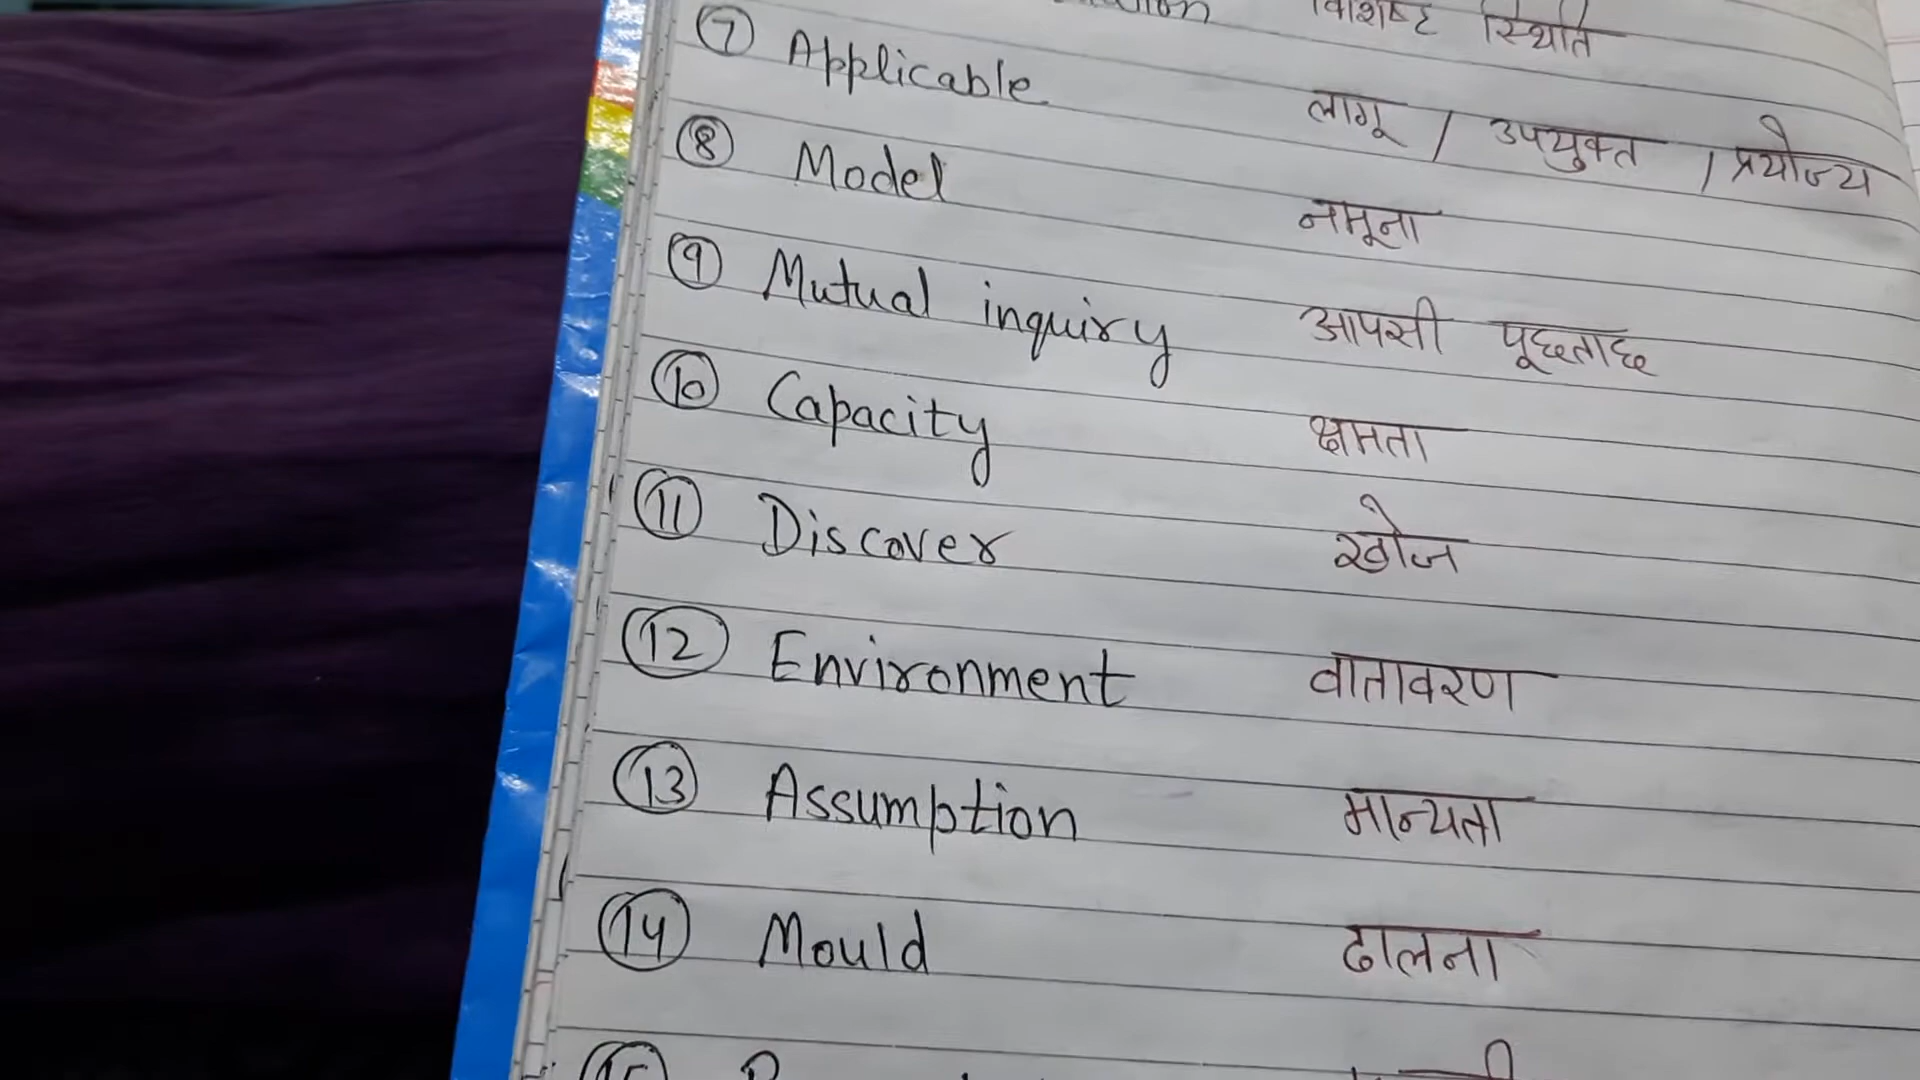 विशिष्ट स्थिति
⑦ Applicable लागू / उपयुक्त / प्रयोज्य
⑧ Model नमूना
⑨ Mutual inquiry आपसी पूछताछ
⑩ Capacity क्षमता
⑪ Discover खोज
⑫ Environment वातावरण
⑬ Assumption मान्यता
⑭ Mould ढालना